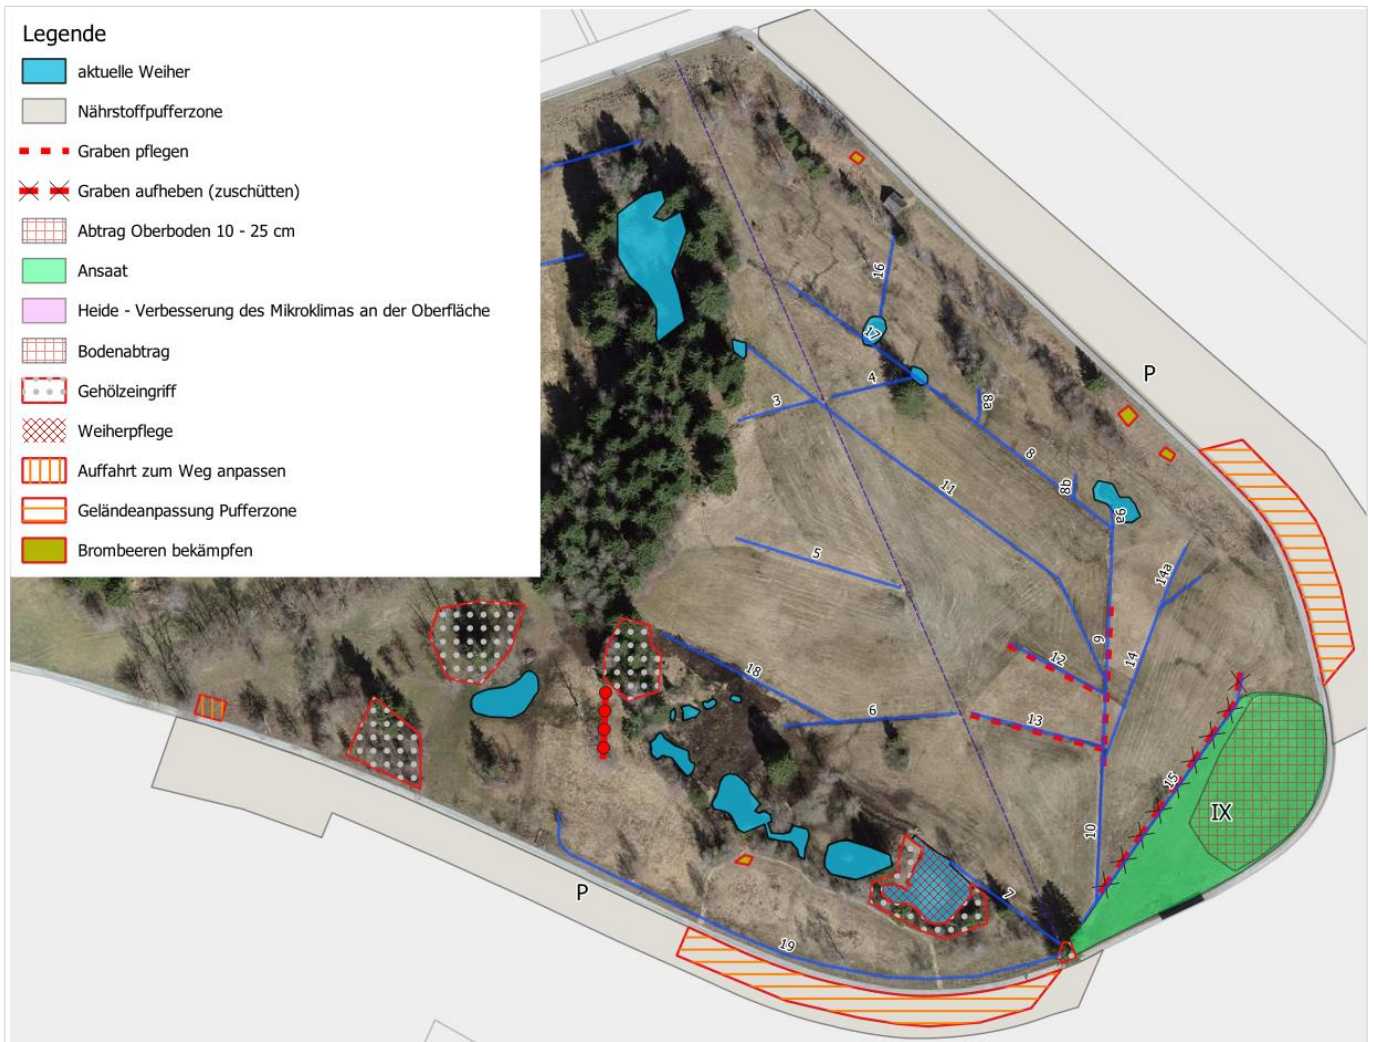 Legende
aktuelle Weiher
Nährstoffpufferzone
Graben pflegen
Graben aufheben (zuschütten)
Abtrag Oberboden 10 - 25 cm
Ansaat
Heide - Verbesserung des Mikroklimas an der Oberfläche
Bodenabtrag
Gehölzeingriff
Weiherpflege
Auffahrt zum Weg anpassen
Geländeanpassung Pufferzone
Brombeeren bekämpfen
16
17
P
4
3
8a
8
11
8b
9a
5
14a
9
12
14
18
6
13
15
IX
10
P
7
19